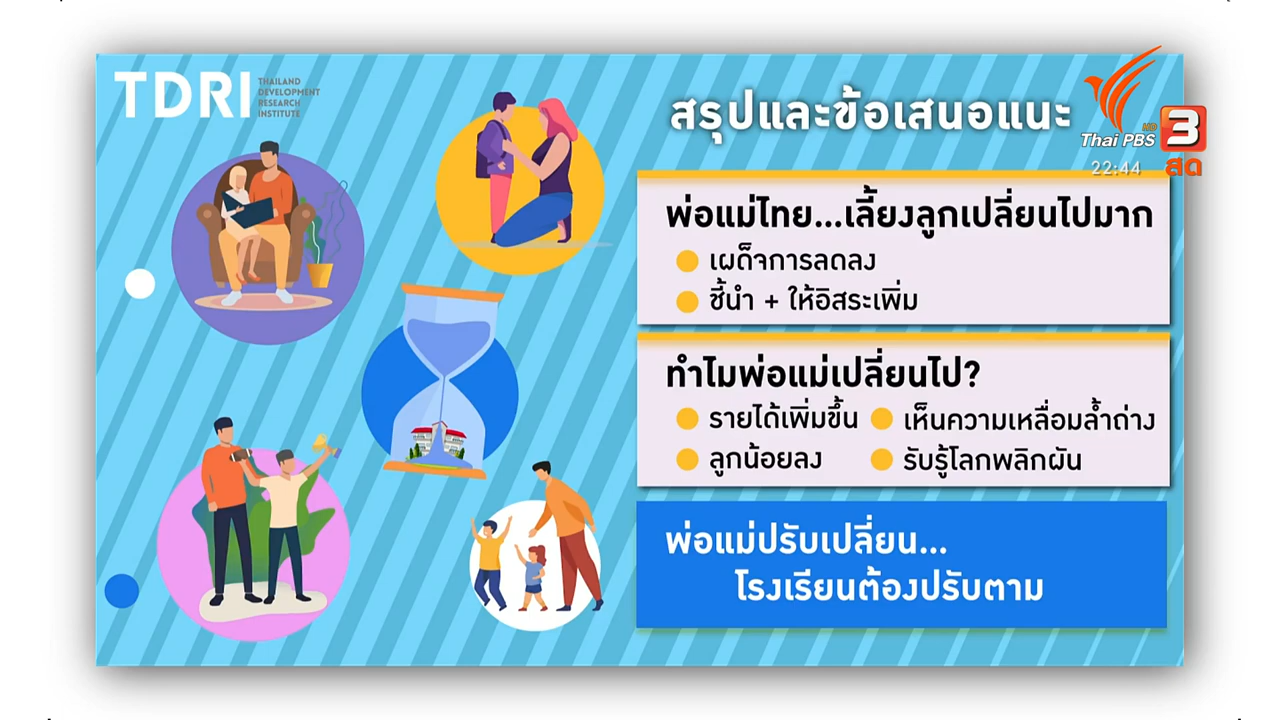 TDRI
THAILAND
DEVELOPMENT
RESEARCH
INSTITUTE
สรุปและข้อเสนอแนะ
Thai PBS HD 3
22:44 สด
พ่อแม่ไทย...เลี้ยงลูกเปลี่ยนไปมาก
เผด็จการลดลง
ชี้นำ + ให้อิสระเพิ่ม
ทำไมพ่อแม่เปลี่ยนไป?
รายได้เพิ่มขึ้น เห็นความเหลื่อมล้ำถ่าง
ลูกน้อยลง รับรู้โลกพลิกผัน
พ่อแม่ปรับเปลี่ยน...
โรงเรียนต้องปรับตาม